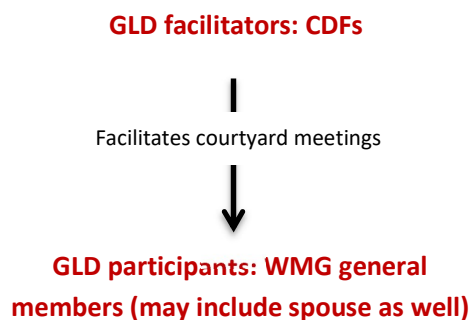 GLD facilitators: CDFs
Facilitates courtyard meetings
GLD participants: WMG general
members (may include spouse as well)